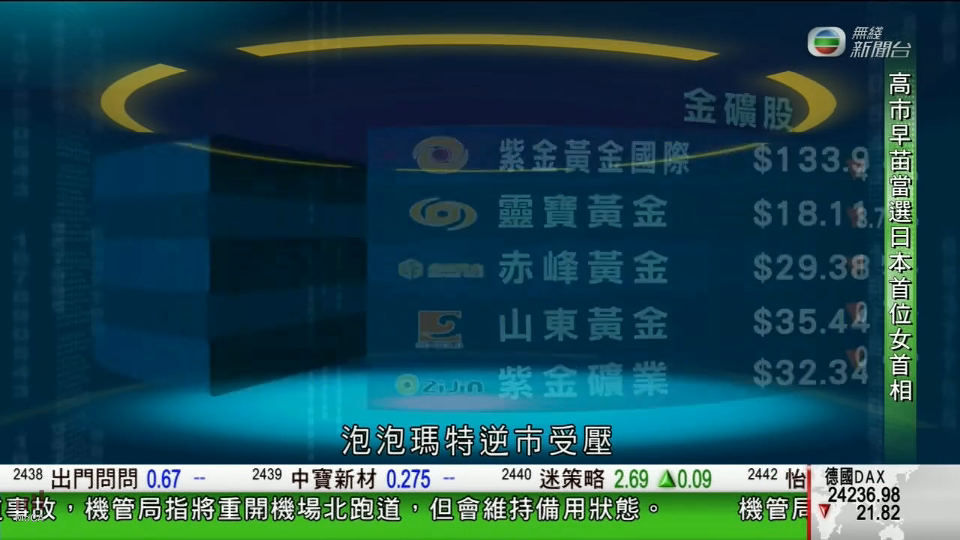 無綫
新聞台
高市早苗當選日本首位女首相
金礦股
紫金黃金國際 $133.9
靈寶黃金 $18.11
赤峰黃金 $29.38
山東黃金 $35.44
ZiJin 紫金礦業 $32.34
泡泡瑪特逆市受壓
2438 出門問問 0.67 -- 2439 中寶新材 0.275 -- 2440 迷策略 2.69 ▲0.09 2442 怡
德國DAX
24236.98
▼ 21.82
事故，機管局指將重開機場北跑道，但會維持備用狀態。 機管局